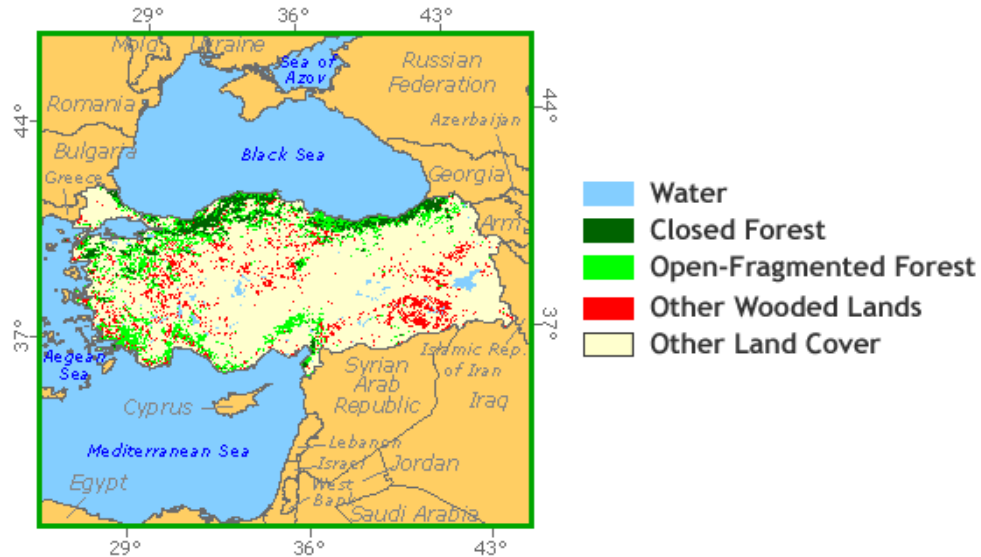 29° 36° 43°
Mold. Ukraine
Sea of
Azov
Russian
Federation
Romania
44°
44°
Azerbaijan
Black Sea
Bulgaria
Georgia
Greece
Arm.
37°
37°
Aegean
Sea
Islamic Rep.
of Iran
Syrian
Arab
Republic
Iraq
Cyprus
Lebanon
Mediterranean Sea
Israel
Jordan
West
Bank
Egypt
Saudi Arabia
29° 36° 43°
Water
Closed Forest
Open-Fragmented Forest
Other Wooded Lands
Other Land Cover